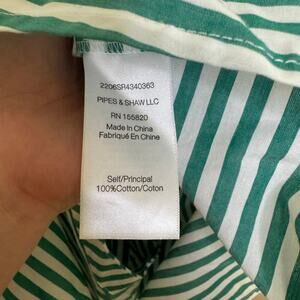 2206SR4340363
PIPES & SHAW LLC
RN 155820
Made In China
Fabriqué En Chine
Self/Principal
100%Cotton/Coton